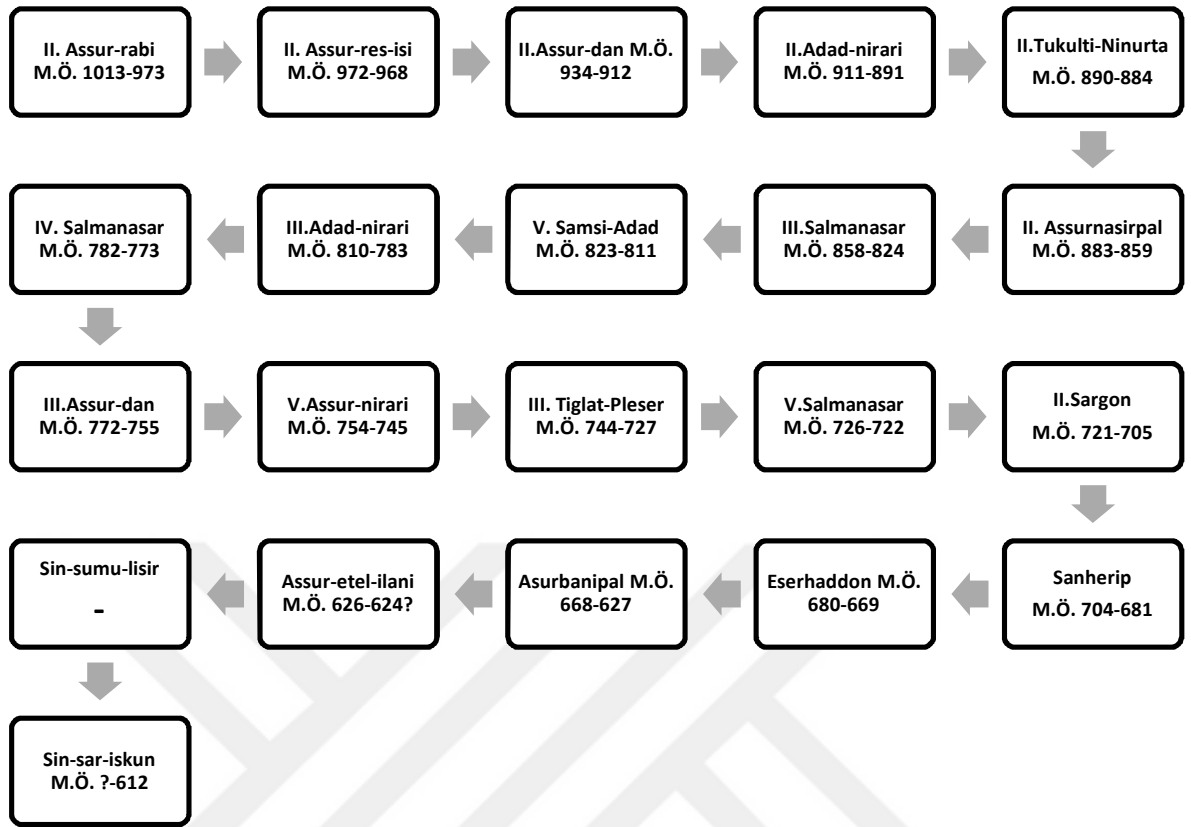 II. Assur-rabi
M.Ö. 1013-973
II. Assur-res-isi
M.Ö. 972-968
II.Assur-dan M.Ö.
934-912
II.Adad-nirari
M.Ö. 911-891
II.Tukulti-Ninurta
M.Ö. 890-884
II. Assurnasirpal
M.Ö. 883-859
III.Salmanasar
M.Ö. 858-824
V. Samsi-Adad
M.Ö. 823-811
III.Adad-nirari
M.Ö. 810-783
IV. Salmanasar
M.Ö. 782-773
III.Assur-dan
M.Ö. 772-755
V.Assur-nirari
M.Ö. 754-745
III. Tiglat-Pleser
M.Ö. 744-727
V.Salmanasar
M.Ö. 726-722
II.Sargon
M.Ö. 721-705
Sanherip
M.Ö. 704-681
Eserhaddon M.Ö.
680-669
Asurbanipal M.Ö.
668-627
Assur-etel-ilani
M.Ö. 626-624?
Sin-sumu-lisir
-
Sin-sar-iskun
M.Ö. ?-612